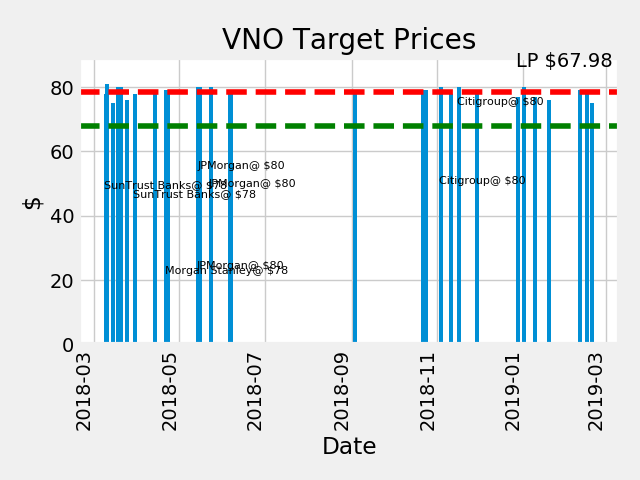 VNO Target Prices
LP $67.98
$
80
60
40
20
0
Citigroup@ $80
JPMorgan@ $80
SunTrust Banks@ $78
JPMorgan@ $80
SunTrust Banks@ $78
Citigroup@ $80
JPMorgan@ $80
Morgan Stanley@ $78
2018-03
2018-05
2018-07
2018-09
2018-11
2019-01
2019-03
Date